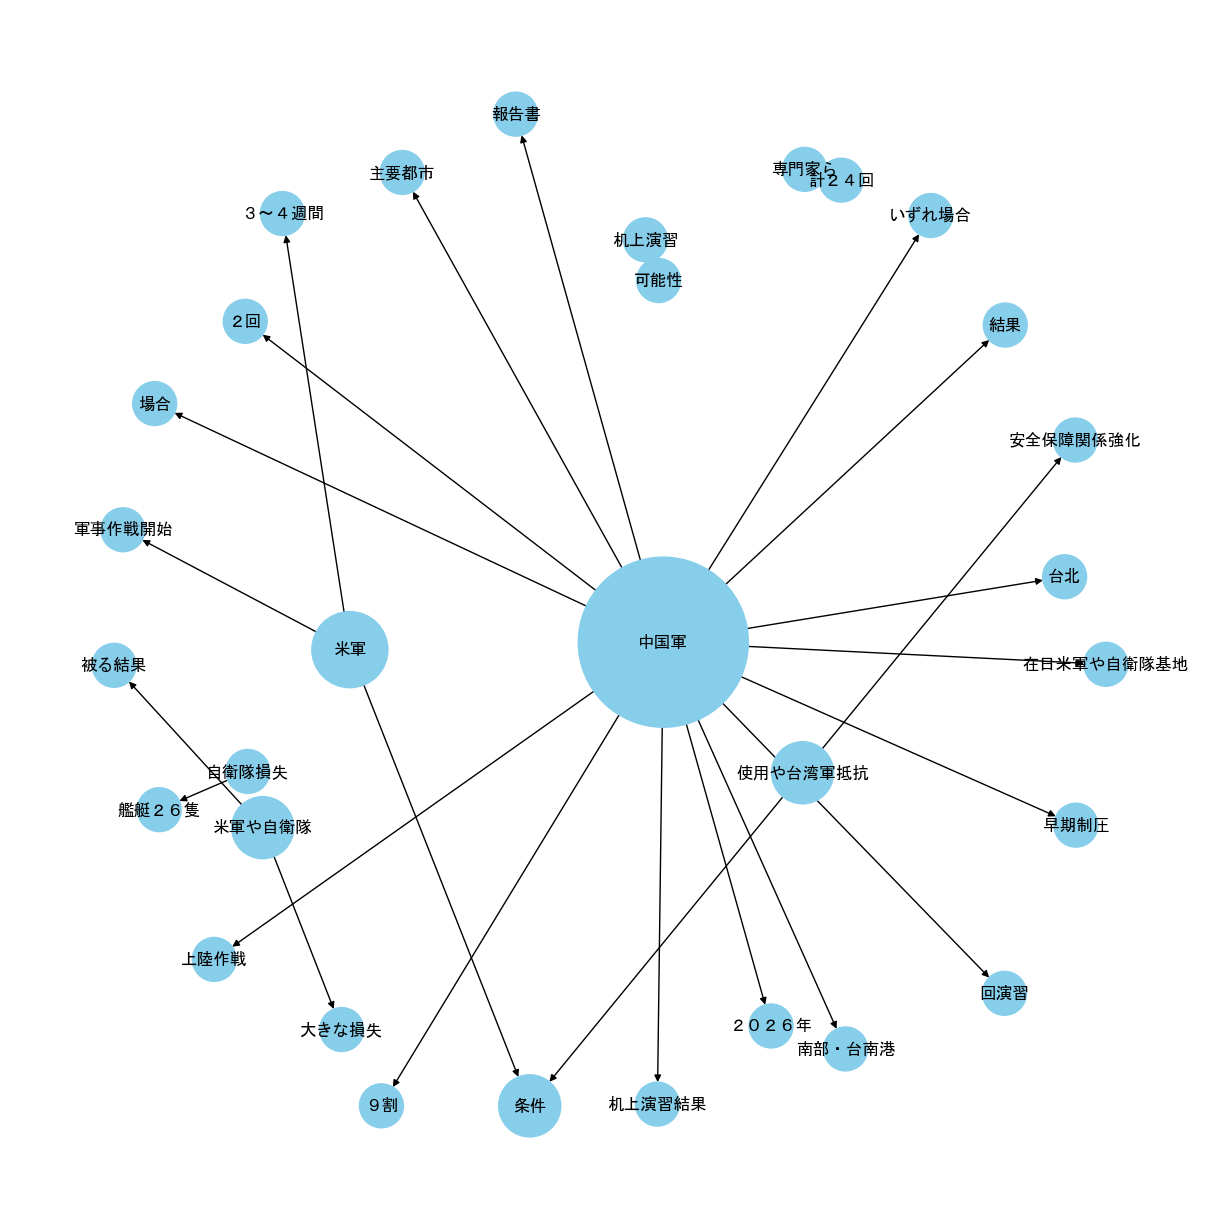 報告書
専門家ら
主要都市
計２４回
３～４週間
いずれ場合
机上演習
可能性
２回
結果
場合
安全保障関係強化
軍事作戦開始
台北
中国軍
米軍
被る結果
在日米軍や自衛隊基地
自衛隊損失
使用や台湾軍抵抗
艦艇２６隻
米軍や自衛隊
早期制圧
上陸作戦
回演習
２０２６年
大きな損失
南部・台南港
９割
条件
机上演習結果